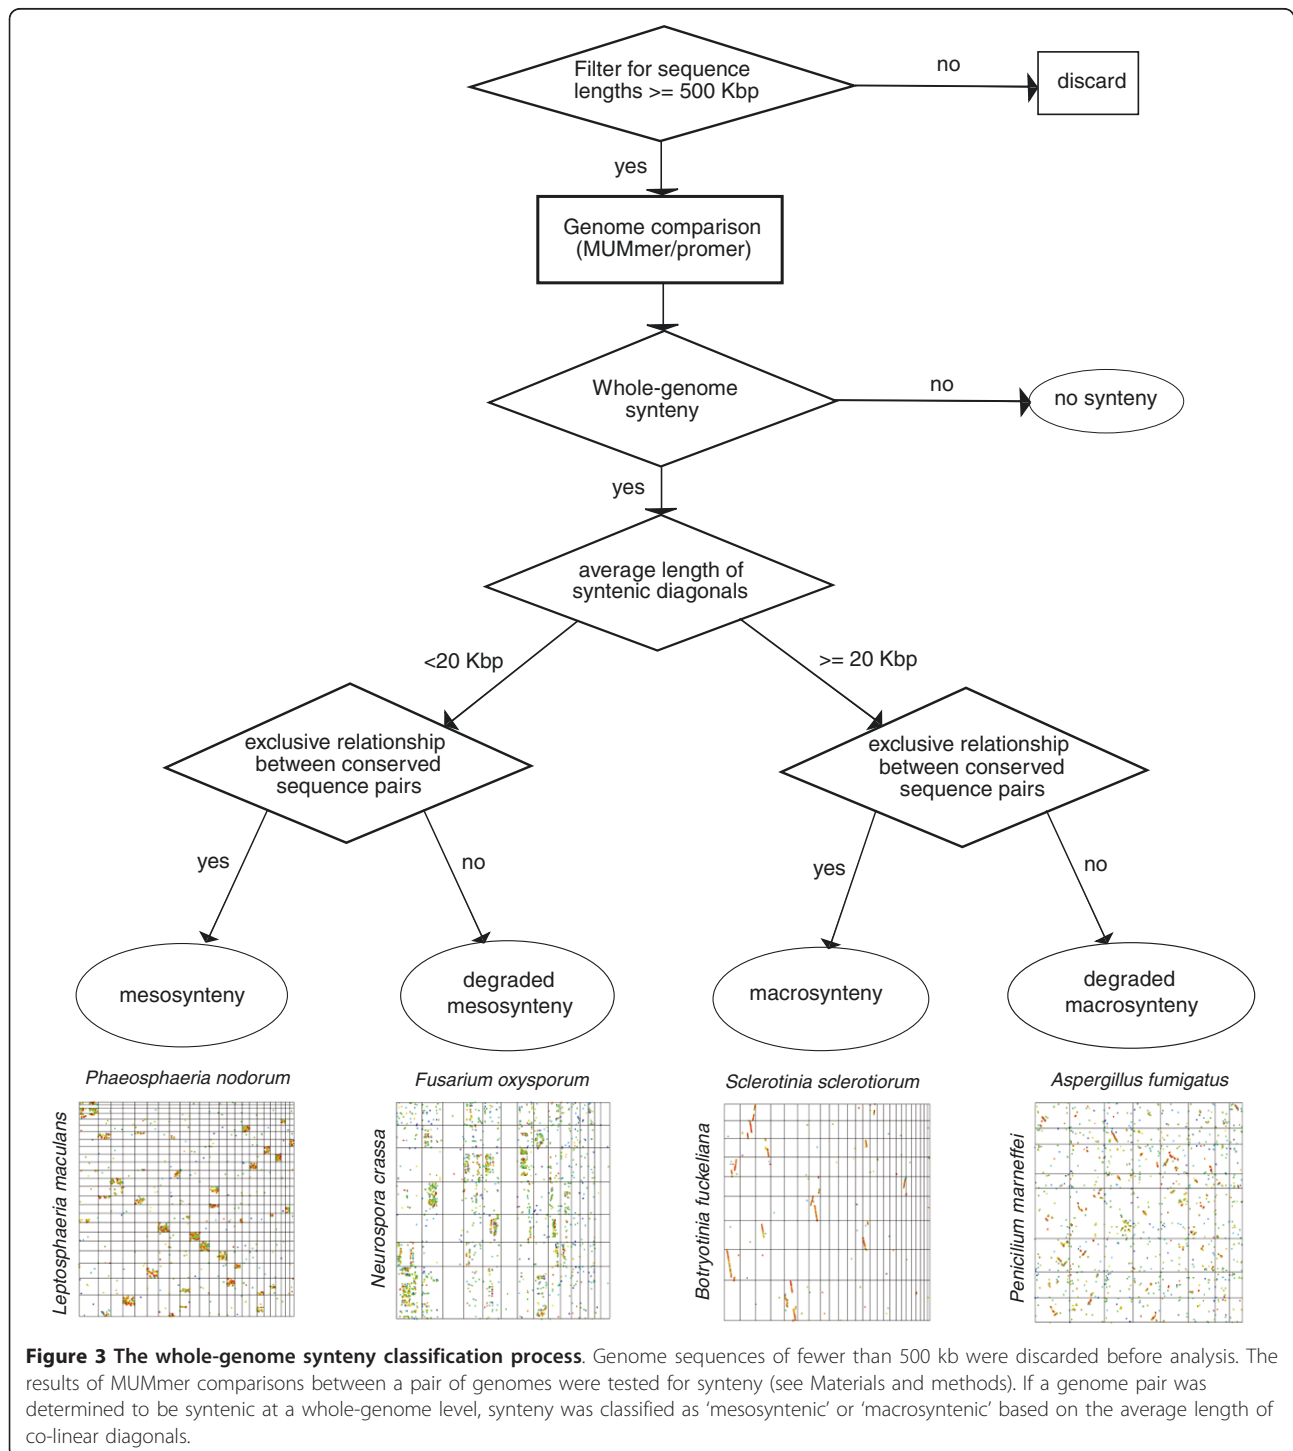 Filter for sequence
lengths >= 500 Kbp
no
discard
yes
Genome comparison
(MUMmer/promer)
Whole-genome
synteny
no
no synteny
yes
average length of
syntenic diagonals
<20 Kbp
>= 20 Kbp
exclusive relationship
between conserved
sequence pairs
exclusive relationship
between conserved
sequence pairs
yes
no
yes
no
mesosynteny
degraded
mesosynteny
macrosynteny
degraded
macrosynteny
Phaeosphaeria nodorum
Leptosphaeria maculans
Fusarium oxysporum
Neurospora crassa
Sclerotinia sclerotiorum
Botryotinia fuckeliana
Aspergillus fumigatus
Penicilium marneffei
Figure 3 The whole-genome synteny classification process. Genome sequences of fewer than 500 kb were discarded before analysis. The
results of MUMmer comparisons between a pair of genomes were tested for synteny (see Materials and methods). If a genome pair was
determined to be syntenic at a whole-genome level, synteny was classified as ‘mesosyntenic’ or ‘macrosyntenic’ based on the average length of
co-linear diagonals.